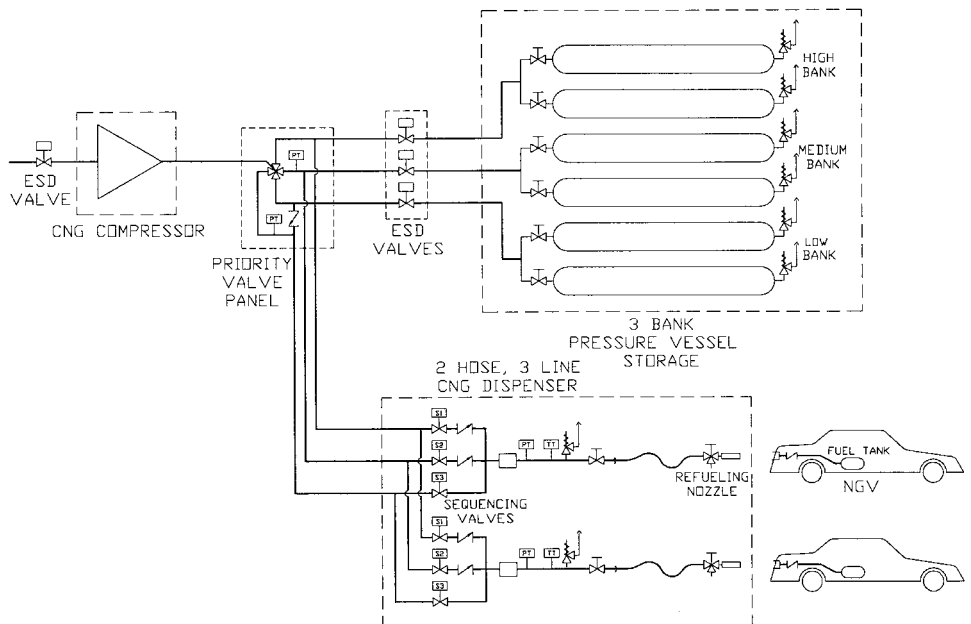 HIGH
BANK
MEDIUM
BANK
LOW
BANK
3 BANK
PRESSURE VESSEL
STORAGE
ESD
VALVE
CNG COMPRESSOR
PT
PT
PRIORITY
VALVE
PANEL
ESD
VALVES
2 HOSE, 3 LINE
CNG DISPENSER
S1
S2
S3
SEQUENCING
VALVES
PT
TT
REFUELING
NOZZLE
FUEL TANK
NGV
S1
S2
S3
PT
TT